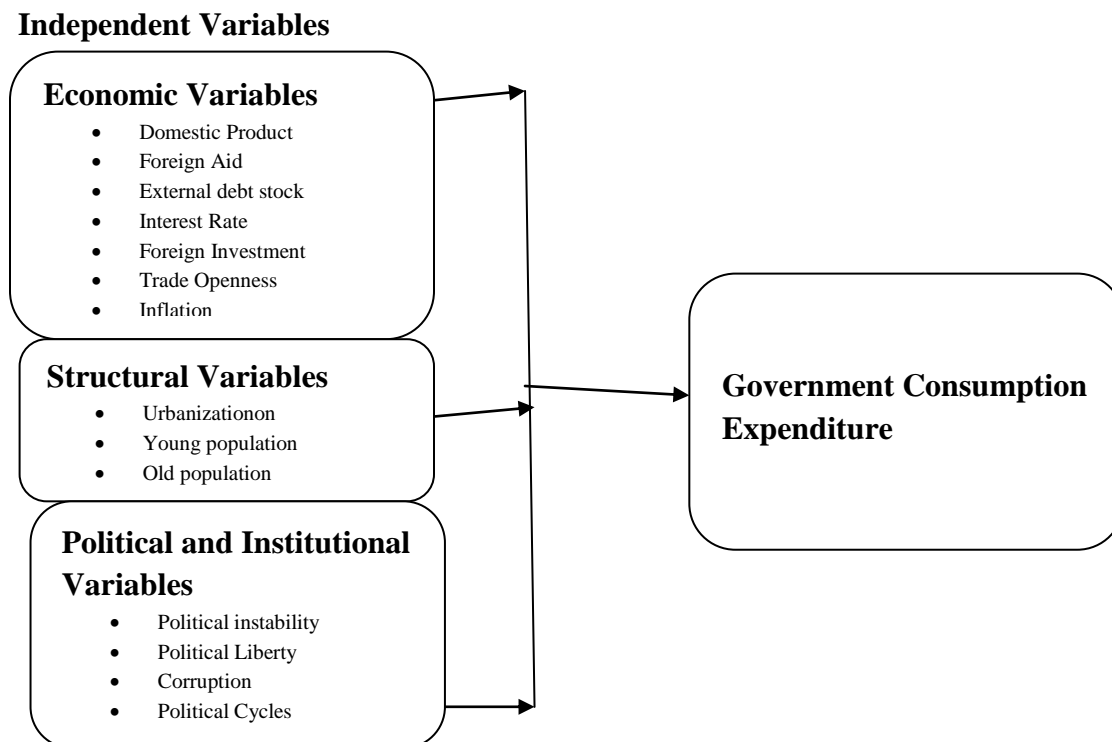 Independent Variables
Economic Variables
• Domestic Product
• Foreign Aid
• External debt stock
• Interest Rate
• Foreign Investment
• Trade Openness
• Inflation
Structural Variables
• Urbanizationon
• Young population
• Old population
Political and Institutional
Variables
• Political instability
• Political Liberty
• Corruption
• Political Cycles
Government Consumption
Expenditure